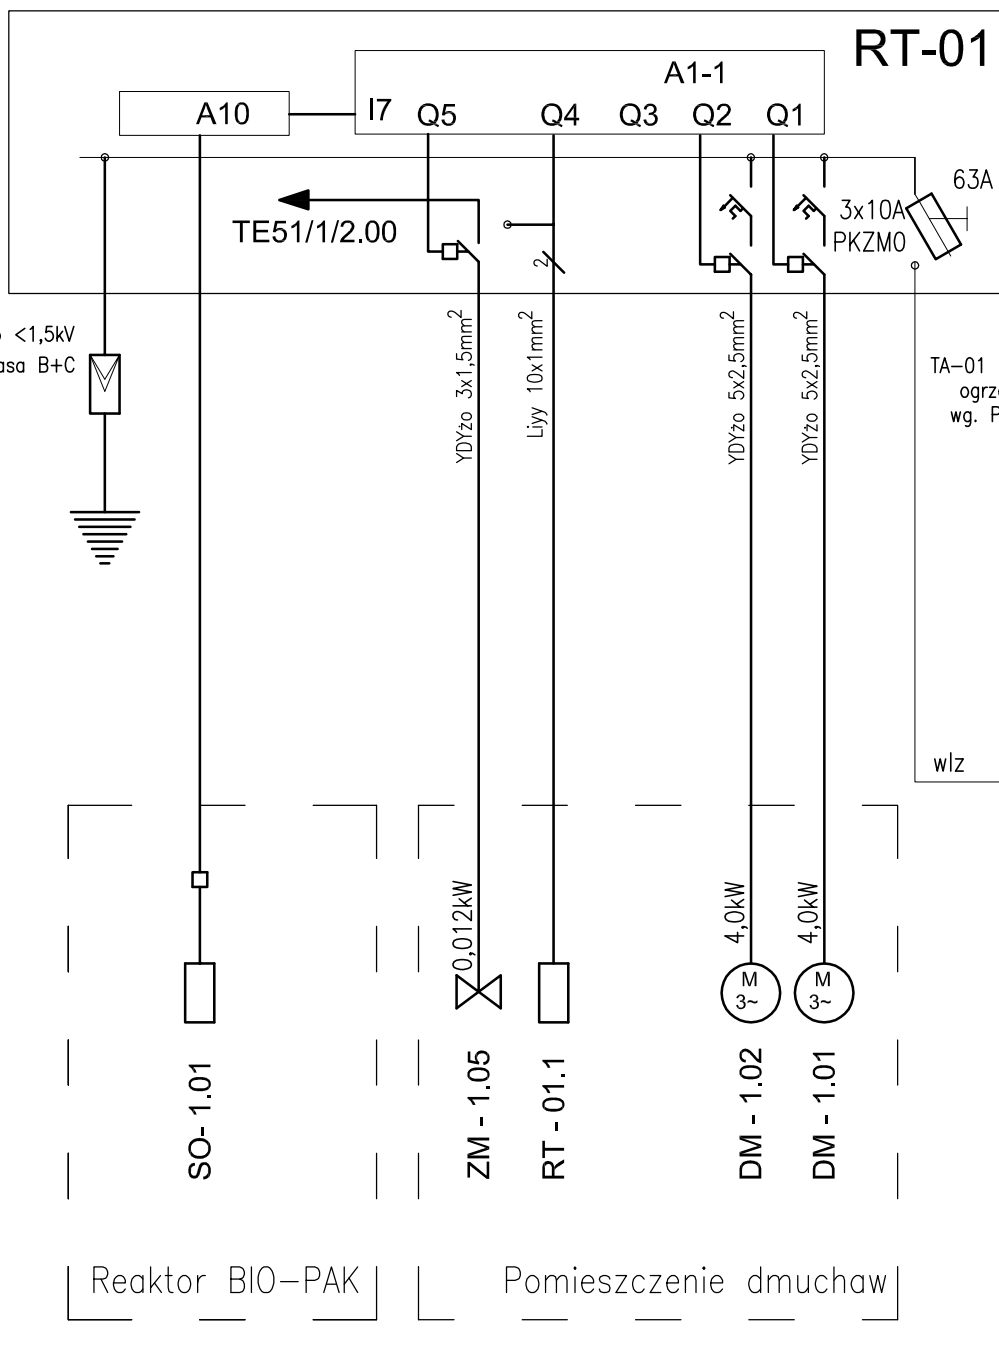 RT-01
A1-1
A10
I7
Q5
Q4
Q3
Q2
Q1
63A
3x10A
PKZM0
TE51/1/2.00
2
<1,5kV
B+C
YDYżo 3x1,5mm²
Liyy 10x1mm²
YDYżo 5x2,5mm²
YDYżo 5x2,5mm²
TA-01
wg. P
wlz
0,012kW
4,0kW
4,0kW
M
3~
M
3~
SO- 1.01
ZM - 1.05
RT - 01.1
DM - 1.02
DM - 1.01
Reaktor BIO-PAK
Pomieszczenie dmuchaw